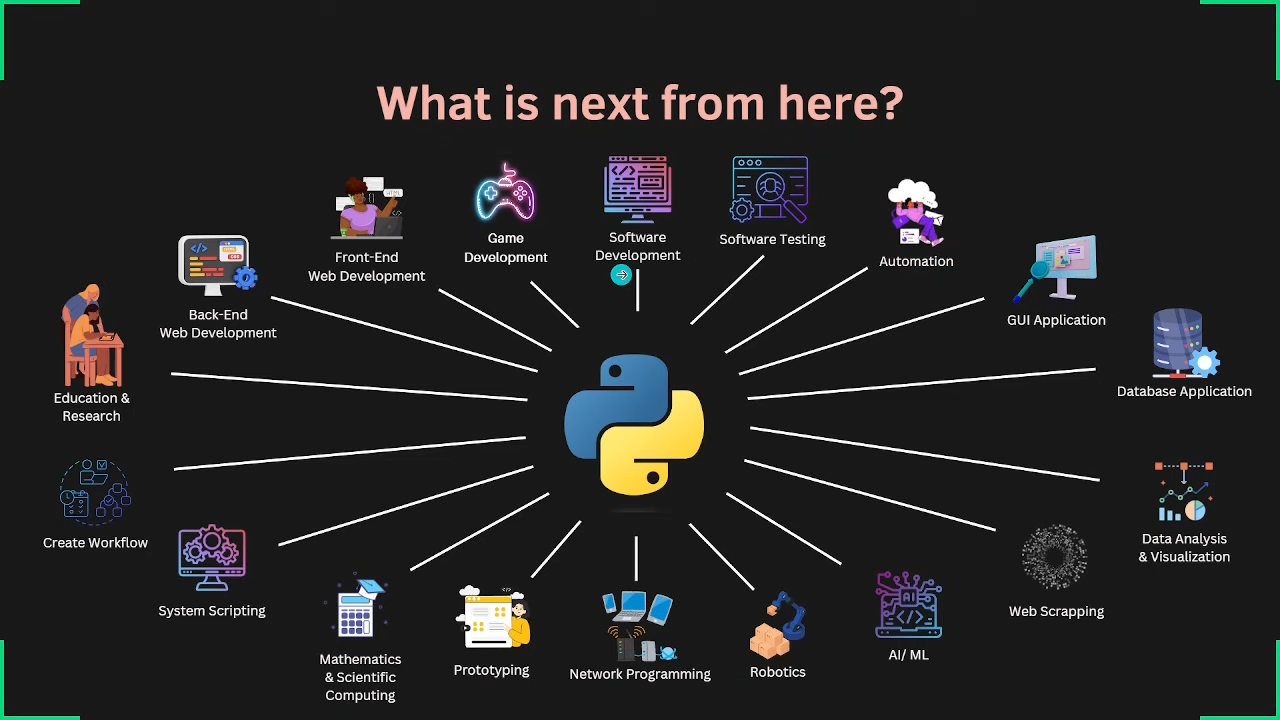 What is next from here?
Game
Development
Software
Development
Software Testing
Automation
Front-End
Web Development
Back-End
Web Development
GUI Application
Database Application
Education &
Research
Create Workflow
Data Analysis
& Visualization
System Scripting
Web Scrapping
Mathematics
& Scientific
Computing
Prototyping
Network Programming
Robotics
AI/ ML
AI